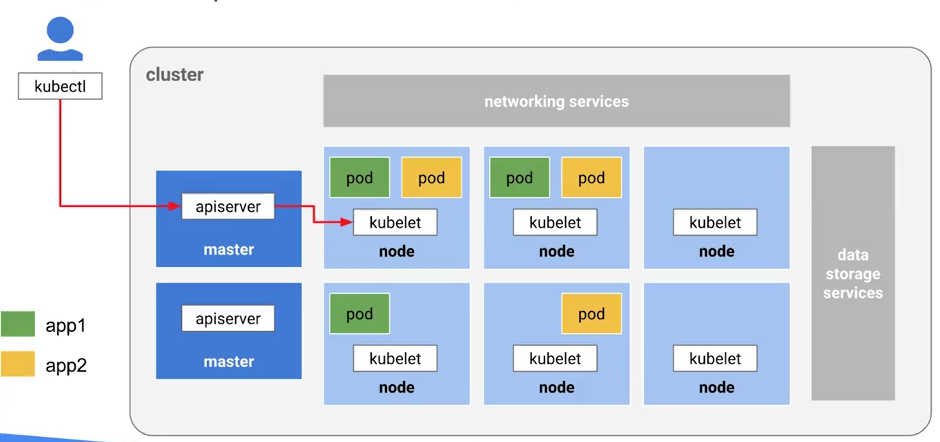 kubectl
cluster
networking services
pod
pod
pod
pod
apiserver
kubelet
kubelet
kubelet
master
node
node
node
data
storage
services
pod
pod
apiserver
kubelet
kubelet
kubelet
master
node
node
node
app1
app2